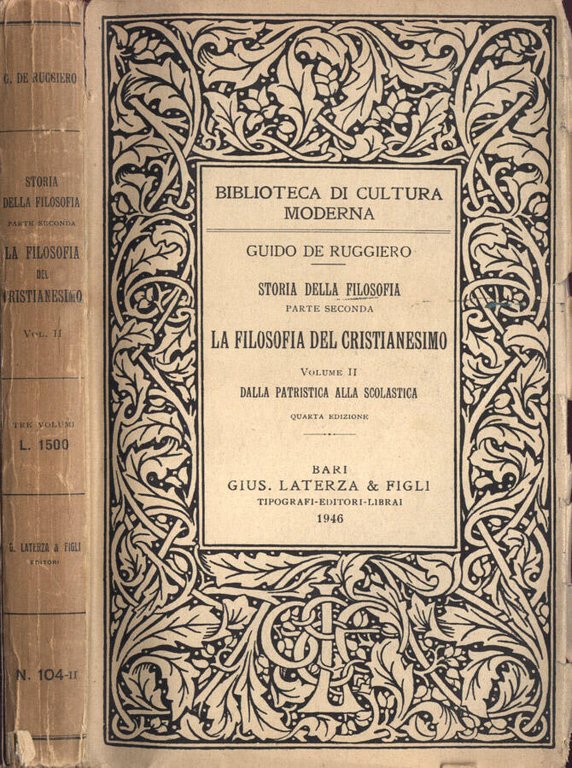 G. DE RUGGIERO
STORIA
DELLA FILOSOFIA
PARTE SECONDA
LA FILOSOFIA
DEL
CRISTIANESIMO
VOL. II
TRE VOLUMI
L. 1500
G. LATERZA & FIGLI
EDITORI
N. 104-II
BIBLIOTECA DI CULTURA
MODERNA
GUIDO DE RUGGIERO
STORIA DELLA FILOSOFIA
PARTE SECONDA
LA FILOSOFIA DEL CRISTIANESIMO
VOLUME II
DALLA PATRISTICA ALLA SCOLASTICA
QUARTA EDIZIONE
BARI
GIUS. LATERZA & FIGLI
TIPOGRAFI-EDITORI-LIBRAI
1946